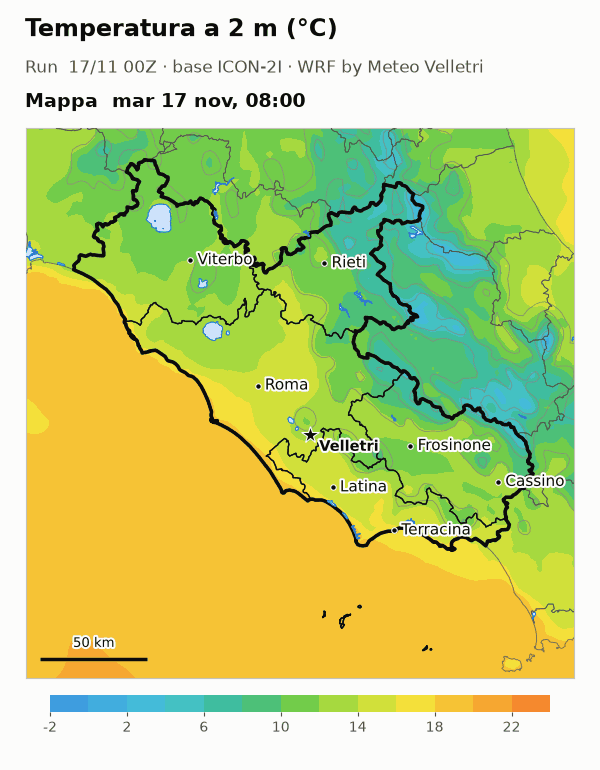 Temperatura a 2 m (°C)
Run  17/11 00Z · base ICON-2I · WRF by Meteo Velletri
Mappa  mar 17 nov, 08:00
Viterbo
Rieti
Roma
Velletri
Frosinone
Cassino
Latina
Terracina
50 km
-2 2 6 10 14 18 22